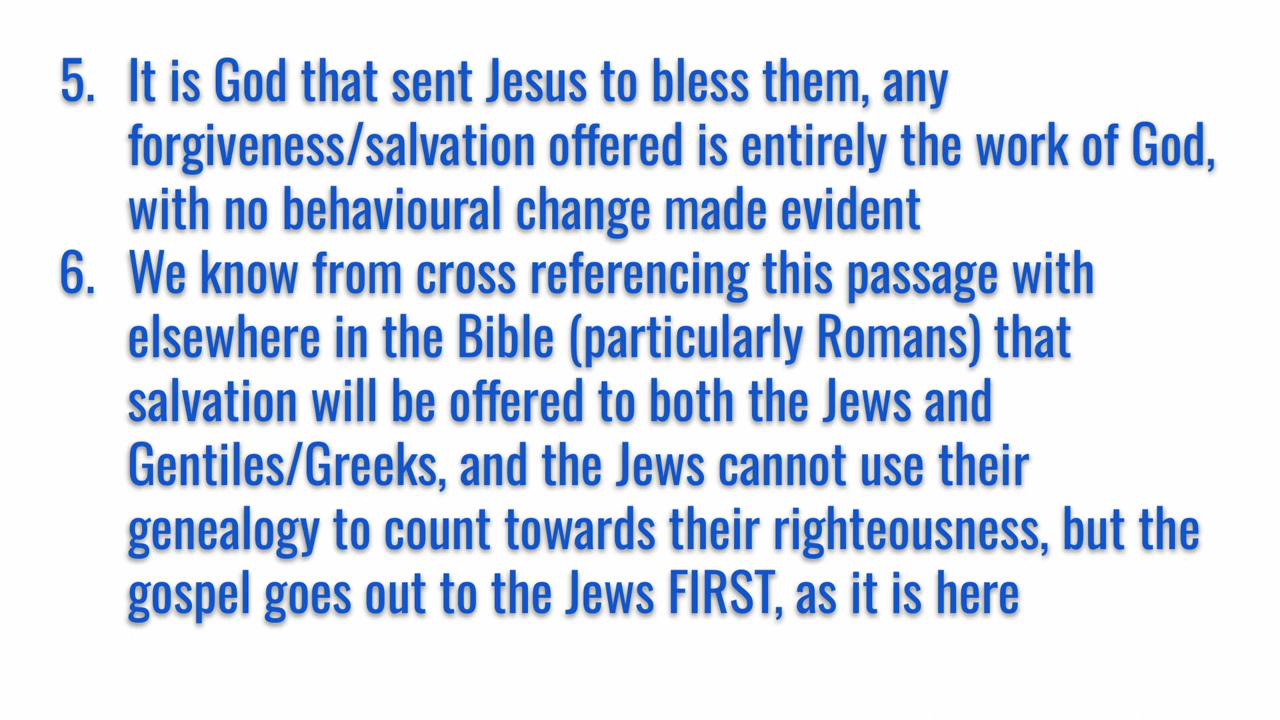 5. It is God that sent Jesus to bless them, any
forgiveness/salvation offered is entirely the work of God,
with no behavioural change made evident
6. We know from cross referencing this passage with
elsewhere in the Bible (particularly Romans) that
salvation will be offered to both the Jews and
Gentiles/Greeks, and the Jews cannot use their
genealogy to count towards their righteousness, but the
gospel goes out to the Jews FIRST, as it is here